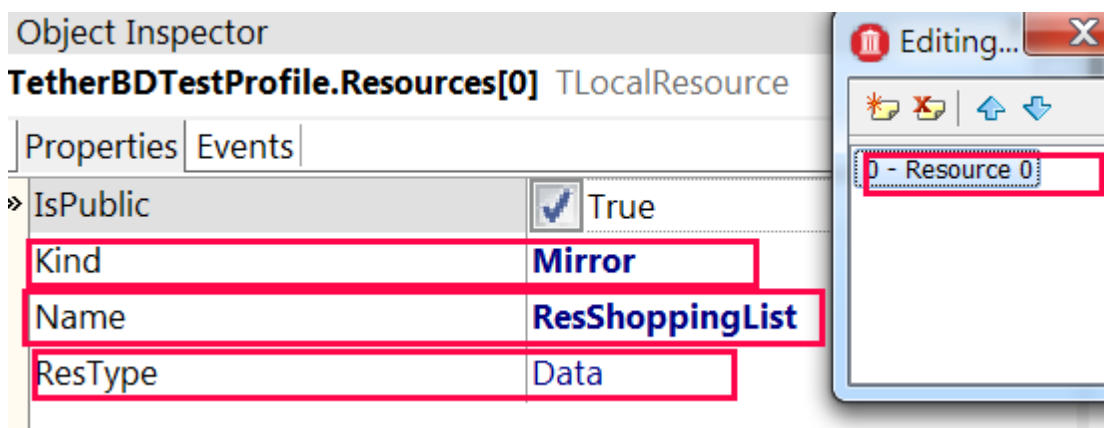 Object Inspector
TetherBDTestProfile.Resources[0] TLocalResource
Properties Events
IsPublic True
Kind Mirror
Name ResShoppingList
ResType Data
Editing...
0 - Resource 0